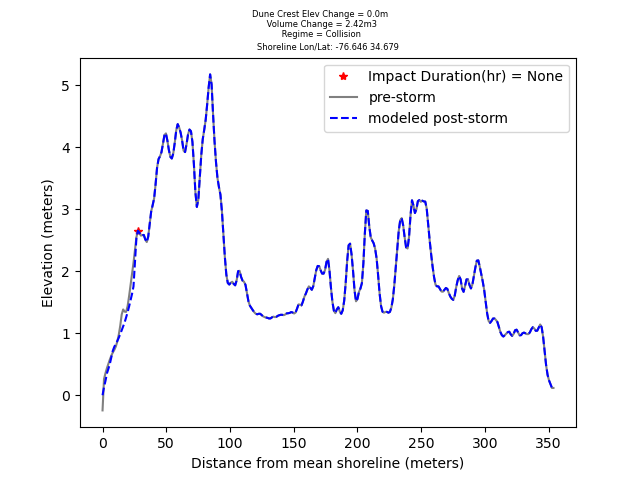 Dune Crest Elev Change = 0.0m
Volume Change = 2.42m3
Regime = Collision
Shoreline Lon/Lat: -76.646 34.679
Impact Duration(hr) = None
pre-storm
modeled post-storm
Elevation (meters)
5
4
3
2
1
0
0 50 100 150 200 250 300 350
Distance from mean shoreline (meters)